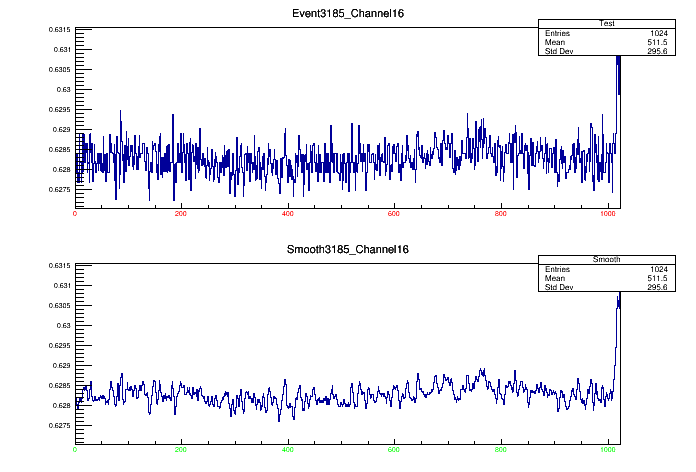 Event3185_Channel16
Test
Entries 1024
Mean 511.5
Std Dev 295.6
0.6315
0.631
0.6305
0.63
0.6295
0.629
0.6285
0.628
0.6275
0 200 400 600 800 1000
Smooth3185_Channel16
Smooth
Entries 1024
Mean 511.5
Std Dev 295.6
0.6315
0.631
0.6305
0.63
0.6295
0.629
0.6285
0.628
0.6275
0 200 400 600 800 1000